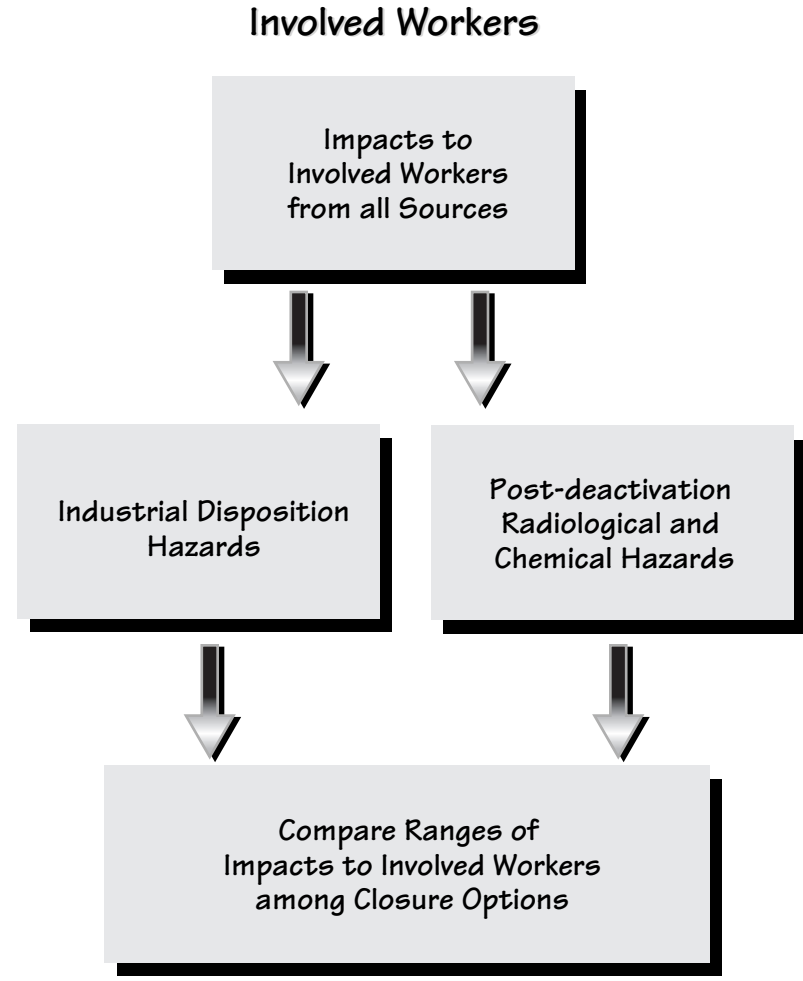 Involved Workers
Impacts to
Involved Workers
from all Sources
Industrial Disposition
Hazards
Post-deactivation
Radiological and
Chemical Hazards
Compare Ranges of
Impacts to Involved Workers
among Closure Options